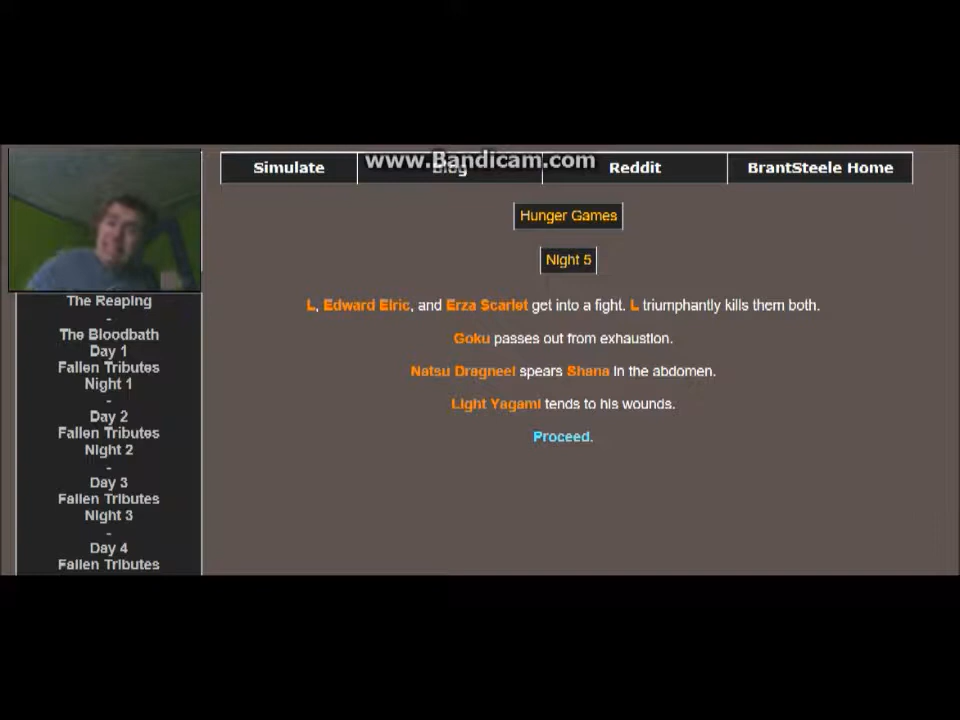 www.Bandicam.com
Simulate Blog Reddit BrantSteele Home
Hunger Games
Night 5
L, Edward Elric, and Erza Scarlet get into a fight. L triumphantly kills them both.
Goku passes out from exhaustion.
Natsu Dragneel spears Shana in the abdomen.
Light Yagami tends to his wounds.
Proceed.
The Reaping
-
The Bloodbath
Day 1
Fallen Tributes
Night 1
-
Day 2
Fallen Tributes
Night 2
-
Day 3
Fallen Tributes
Night 3
-
Day 4
Fallen Tributes